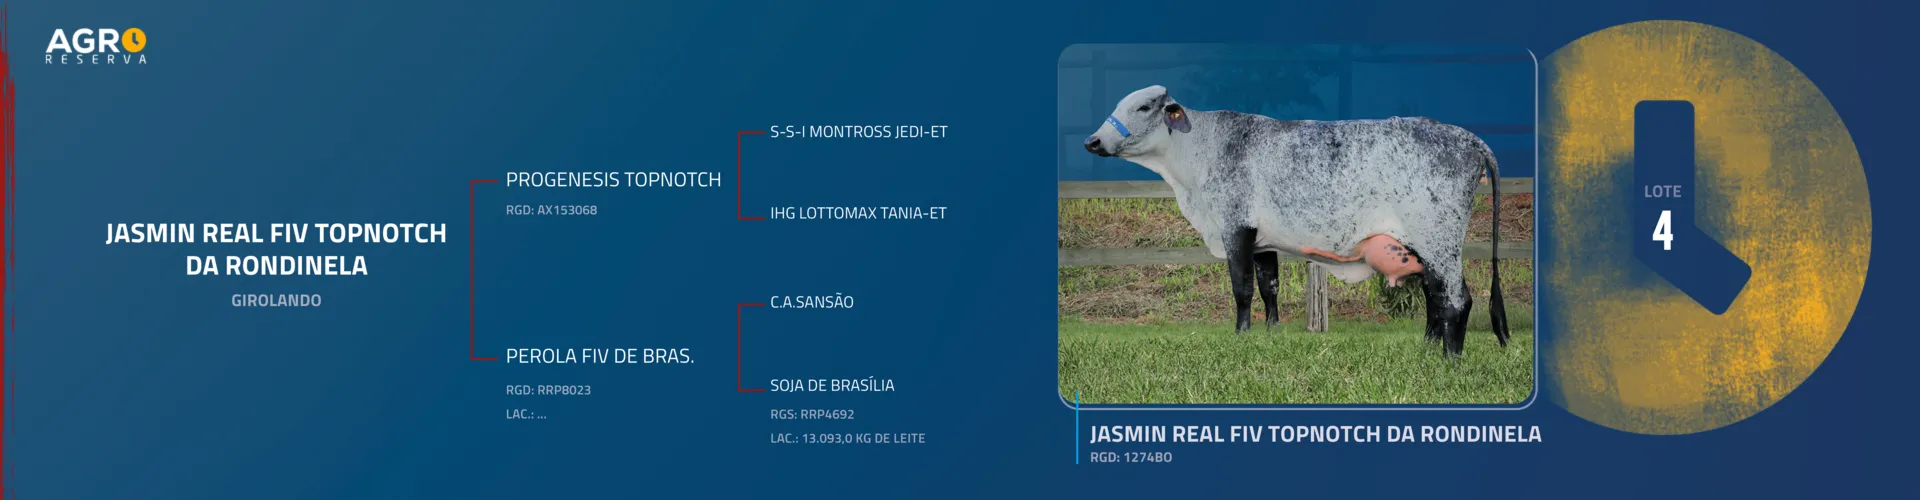 AGRO
RESERVA
JASMIN REAL FIV TOPNOTCH
DA RONDINELA
GIROLANDO
PROGENESIS TOPNOTCH
RGD: AX153068
PEROLA FIV DE BRAS.
RGD: RRP8023
LAC.: ...
S-S-I MONTROSS JEDI-ET
IHG LOTTOMAX TANIA-ET
C.A.SANSÃO
SOJA DE BRASÍLIA
RGS: RRP4692
LAC.: 13.093,0 KG DE LEITE
JASMIN REAL FIV TOPNOTCH DA RONDINELA
RGD: 1274BO
LOTE
4